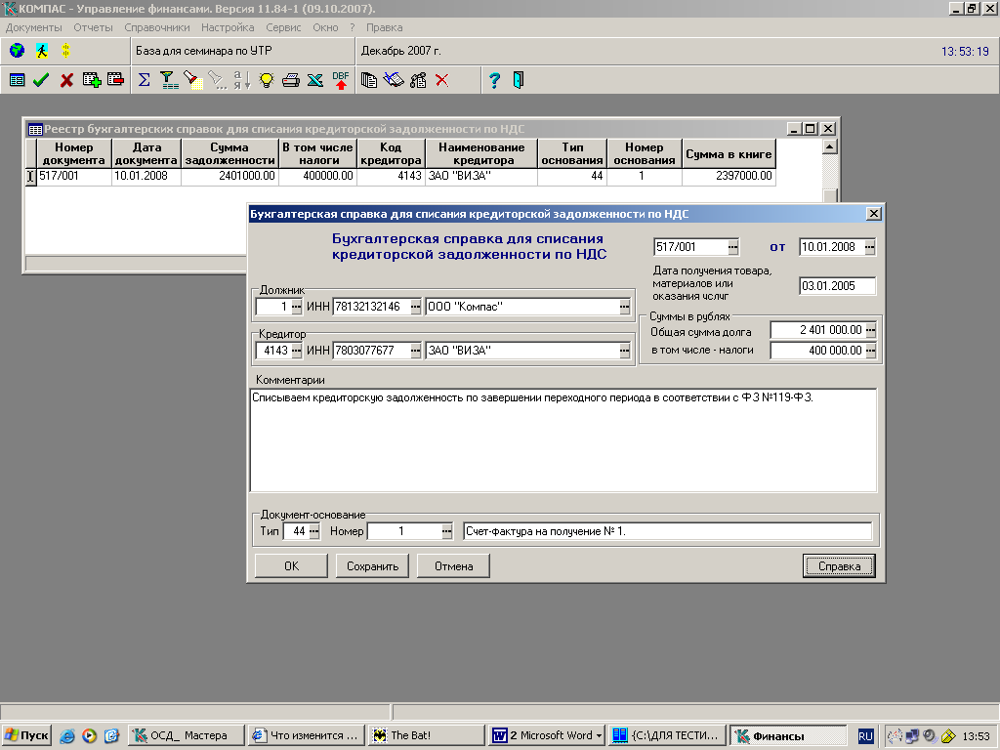 КОМПАС - Управление финансами. Версия 11.84-1 (09.10.2007).
Документы Отчеты Справочники Настройка Сервис Окно ? Правка
База для семинара по УТР Декабрь 2007 г. 13:53:19
Σ а я DBF ?
Реестр бухгалтерских справок для списания кредиторской задолженности по НДС
Номер документа Дата документа Сумма задолженности В том числе налоги Код кредитора Наименование кредитора Тип основания Номер основания Сумма в книге
517/001 10.01.2008 2401000.00 400000.00 4143 ЗАО "ВИЗА" 44 1 2397000.00
Бухгалтерская справка для списания кредиторской задолженности по НДС
Бухгалтерская справка для списания
кредиторской задолженности по НДС
517/001 от 10.01.2008
Дата получения товара,
материалов или
оказания услуг
03.01.2005
Должник
1 ИНН 78132132146 ООО "Компас"
Суммы в рублях
Общая сумма долга 2 401 000.00
в том числе - налоги 400 000.00
Кредитор
4143 ИНН 7803077677 ЗАО "ВИЗА"
Комментарии
Списываем кредиторскую задолженность по завершении переходного периода в соответствии с ФЗ №119-ФЗ.
Документ-основание
Тип 44 Номер 1 Счет-фактура на получение № 1.
ОК Сохранить Отмена Справка
Пуск ОСД_ Мастера Что изменится ... The Bat! 2 Microsoft Word {C:\ДЛЯ ТЕСТИ... Финансы RU 13:53